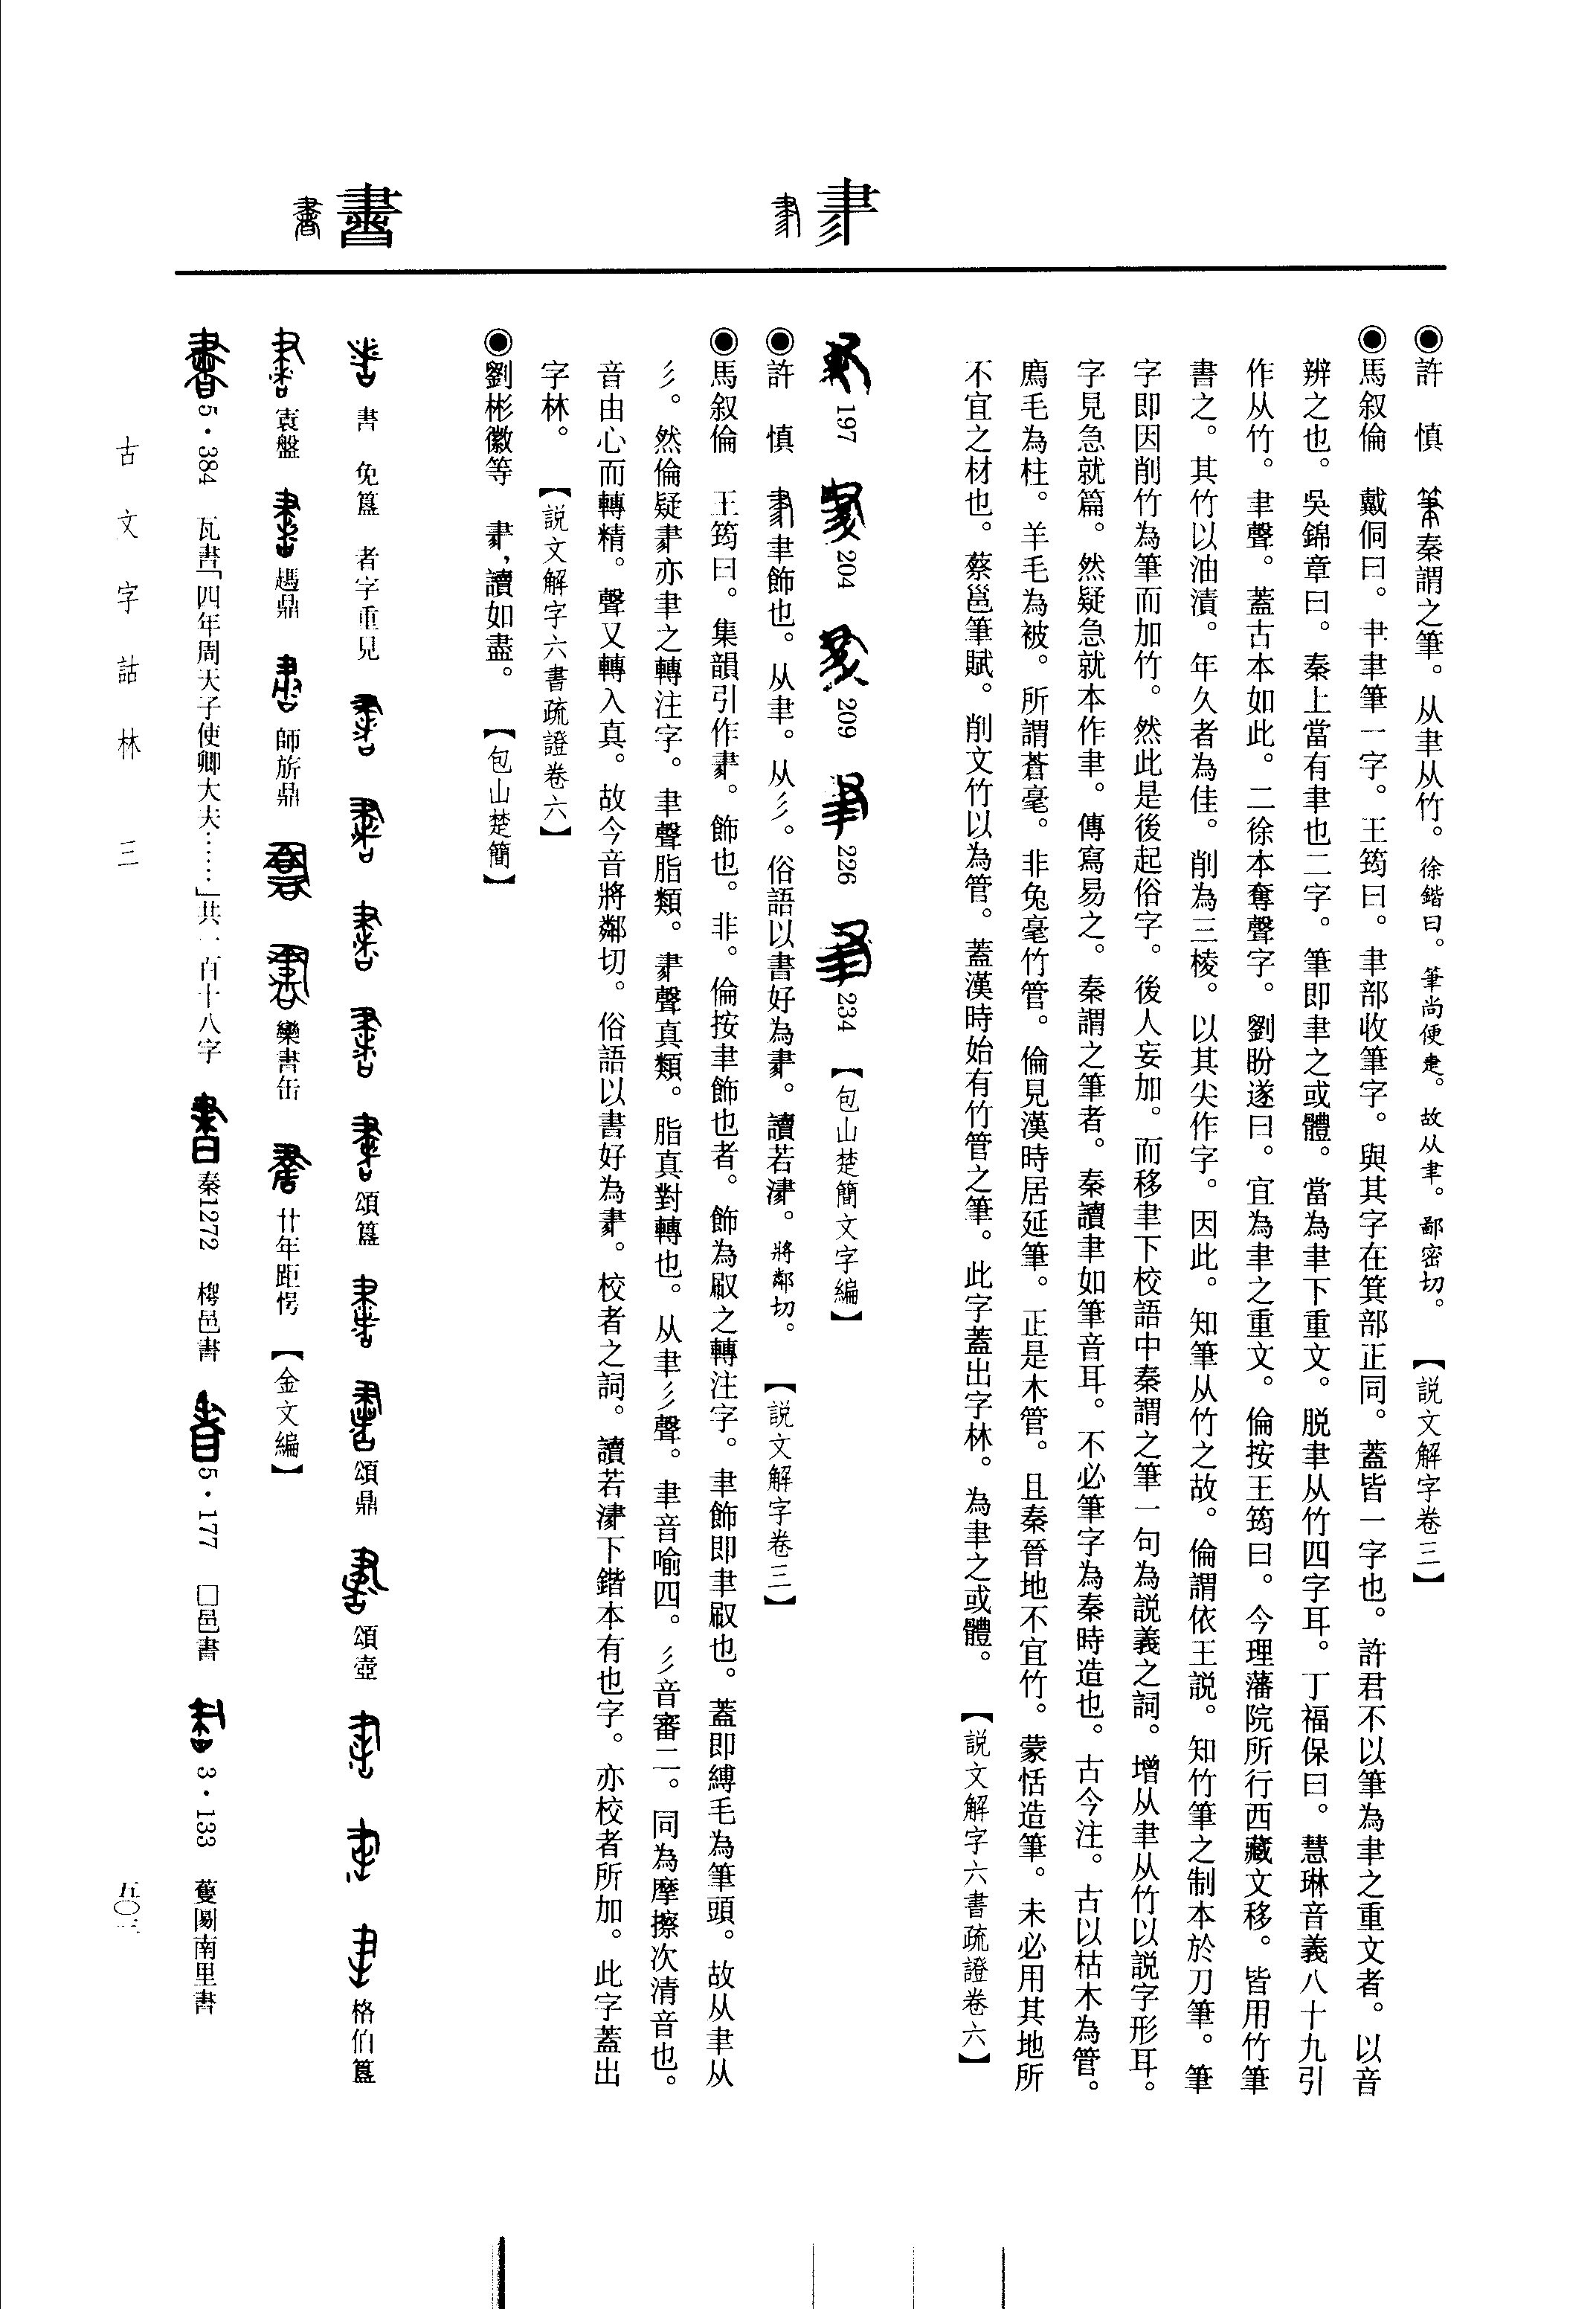 𦘔
書
◉許　慎　秦謂之筆。从聿从竹。徐鍇曰。筆尚便疌。故从聿。鄙密切。【説文解字卷三】
◉馬叙倫　戴侗曰。肀聿筆一字。王筠曰。聿部收筆字。與其字在箕部正同。蓋皆一字也。許君不以筆為聿之重文者。以音
辨之也。吳錦章曰。秦上當有聿也二字。筆即聿之或體。當為聿下重文。脱聿从竹四字耳。丁福保曰。慧琳音義八十九引
作从竹。聿聲。蓋古本如此。二徐本奪聲字。劉盼遂曰。宜為聿之重文。倫按王筠曰。今理藩院所行西藏文移。皆用竹筆
書之。其竹以油漬。年久者為佳。削為三棱。以其尖作字。因此。知筆从竹之故。倫謂依王説。知竹筆之制本於刀筆。筆
字即因削竹為筆而加竹。然此是後起俗字。後人妄加。而移聿下校語中秦謂之筆一句為説義之詞。增从聿从竹以説字形耳。
字見急就篇。然疑急就本作聿。傳寫易之。秦謂之筆者。秦讀聿如筆音耳。不必筆字為秦時造也。古今注。古以枯木為管。
鹿毛為柱。羊毛為被。所謂蒼毫。非兔毫竹管。倫見漢時居延筆。正是木管。且秦晉地不宜竹。蒙恬造筆。未必用其地所
不宜之材也。蔡邕筆賦。削文竹以為管。蓋漢時始有竹管之筆。此字蓋出字林。為聿之或體。【説文解字六書疏證卷六】
197　204　209　226　234　【包山楚簡文字編】
◉許　慎　聿飾也。从聿。从彡。俗語以書好為𦘔。讀若津。將鄰切。【説文解字卷三】
◉馬叙倫　王筠曰。集韻引作𦘔。飾也。非。倫按聿飾也者。飾為㕞之轉注字。聿飾即聿㕞也。蓋即縛毛為筆頭。故从聿从
彡。然倫疑𦘔亦聿之轉注字。聿聲脂類。𦘔聲真類。脂真對轉也。从聿彡聲。聿音喻四。彡音審二。同為摩擦次清音也。
音由心而轉精。聲又轉入真。故今音將鄰切。俗語以書好為𦘔。校者之詞。讀若津下鍇本有也字。亦校者所加。此字蓋出
字林。【説文解字六書疏證卷六】
◉劉彬徽等　𦘔，讀如盡。【包山楚簡】
書　免簋　者字重見　頌簋　頌鼎　頌壺　格伯簋
袁盤　趞鼎　師旂鼎　欒書缶　廿年距愕　【金文編】
5・384　瓦書「四年周天子使卿大夫……」共一百十八字　秦1272　樗邑書　5・177　□邑書　3・133　蒦圐南里書
古文字詁林　三
五〇三